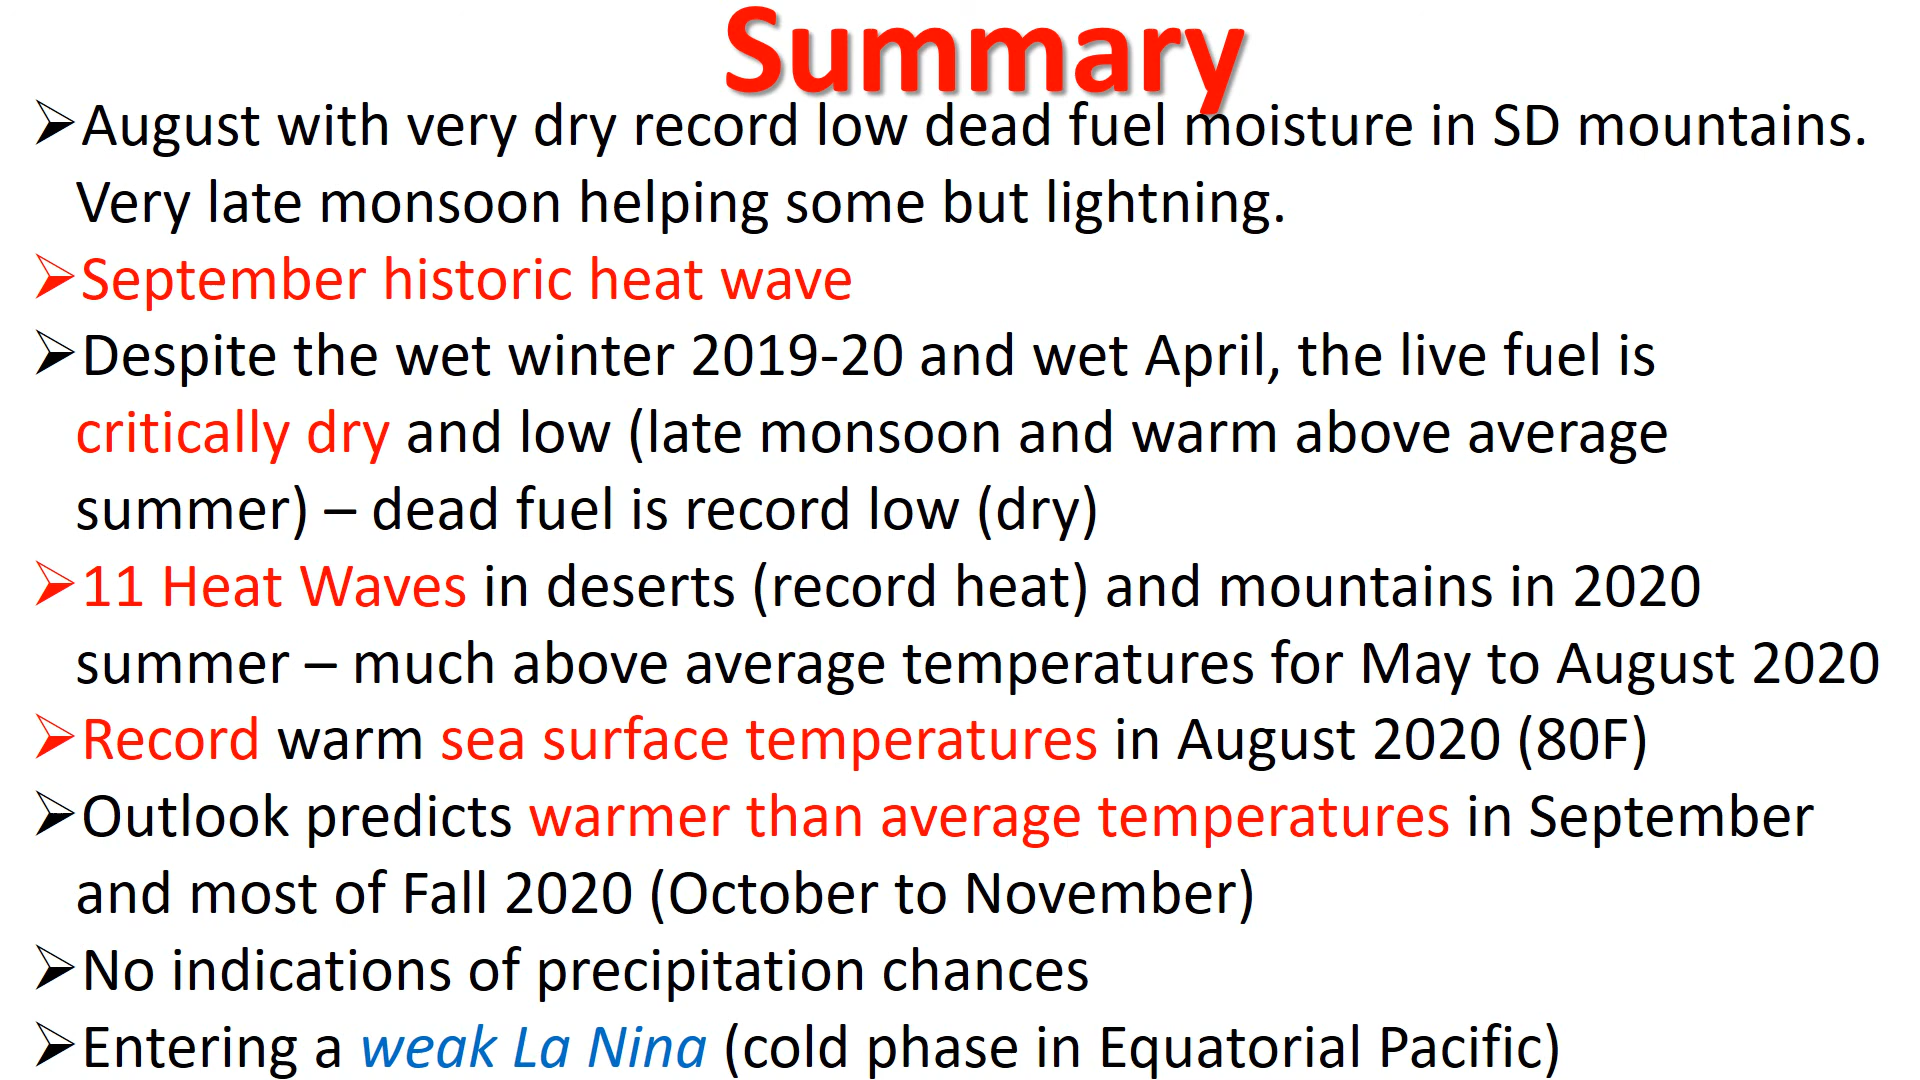 Summary
➢August with very dry record low dead fuel moisture in SD mountains.
Very late monsoon helping some but lightning.
➢September historic heat wave
➢Despite the wet winter 2019-20 and wet April, the live fuel is
critically dry and low (late monsoon and warm above average
summer) – dead fuel is record low (dry)
➢11 Heat Waves in deserts (record heat) and mountains in 2020
summer – much above average temperatures for May to August 2020
➢Record warm sea surface temperatures in August 2020 (80F)
➢Outlook predicts warmer than average temperatures in September
and most of Fall 2020 (October to November)
➢No indications of precipitation chances
➢Entering a weak La Nina (cold phase in Equatorial Pacific)